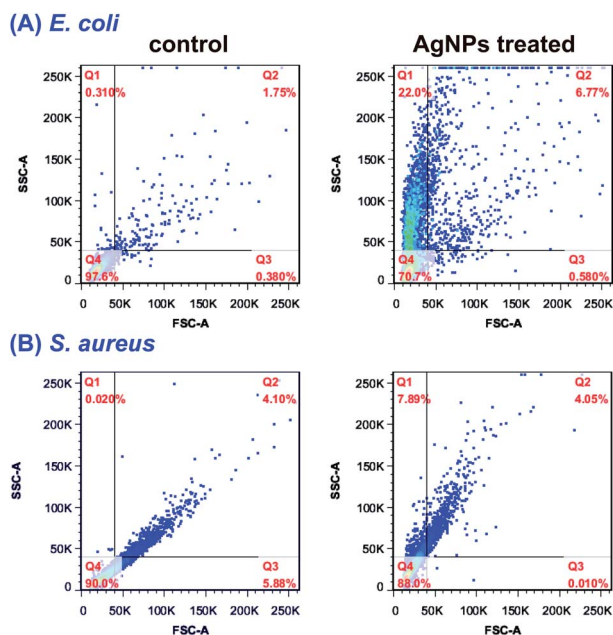 (A) E. coli
control
AgNPs treated
Q1
0.310%
Q2
1.75%
250K
200K
150K
100K
50K
0
SSC-A
Q4
97.6%
Q3
0.380%
0 50K 100K 150K 200K 250K
FSC-A
Q1
22.0%
Q2
6.77%
250K
200K
150K
100K
50K
0
SSC-A
Q4
70.7%
Q3
0.580%
0 50K 100K 150K 200K 250K
FSC-A
(B) S. aureus
Q1
0.020%
Q2
4.10%
250K
200K
150K
100K
50K
0
SSC-A
Q4
90.0%
Q3
5.88%
0 50K 100K 150K 200K 250K
FSC-A
Q1
7.89%
Q2
4.05%
250K
200K
150K
100K
50K
0
SSC-A
Q4
88.0%
Q3
0.010%
0 50K 100K 150K 200K 250K
FSC-A